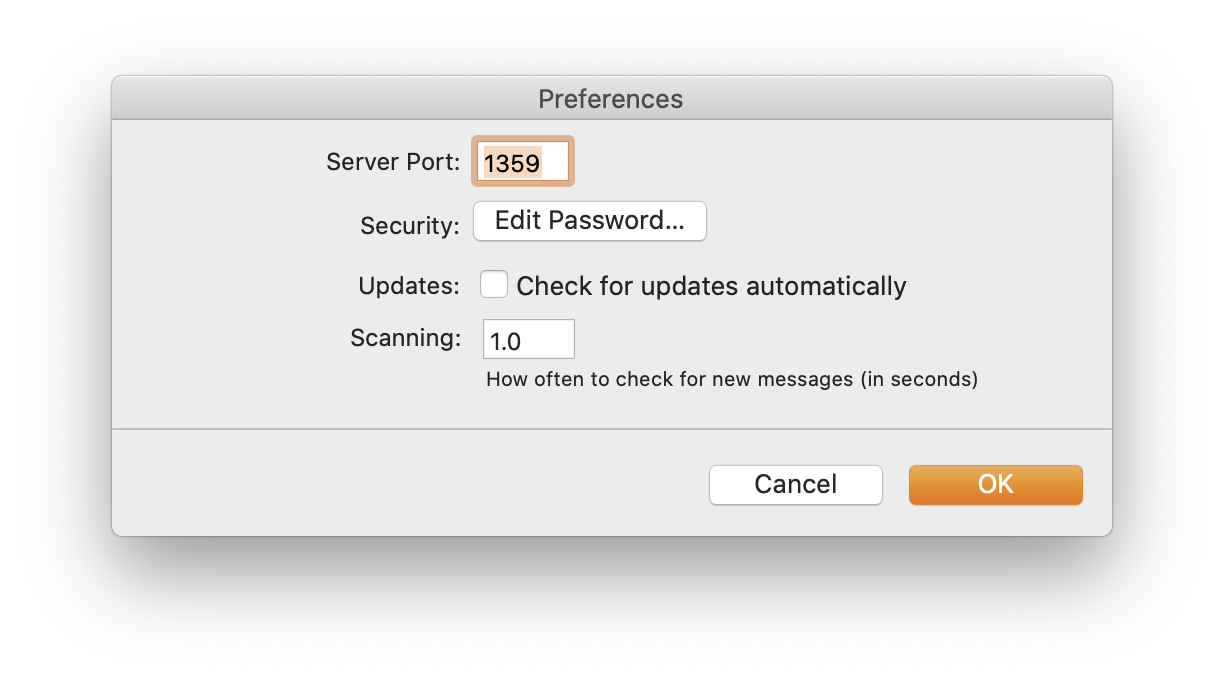 Preferences
Server Port: 1359
Security: Edit Password...
Updates: Check for updates automatically
Scanning: 1.0
How often to check for new messages (in seconds)
Cancel OK